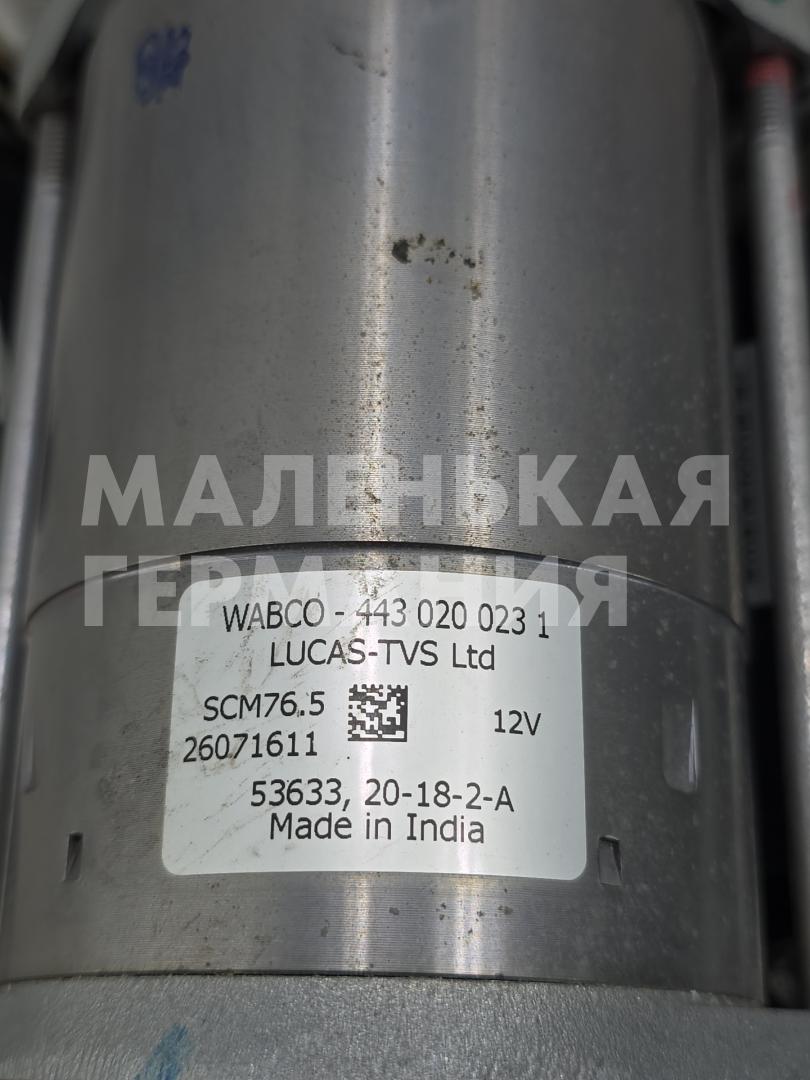 МАЛЕНЬКАЯ
ГЕРМАНИЯ
WABCO - 443 020 023 1
LUCAS-TVS Ltd
SCM76.5
12V
26071611
53633, 20-18-2-A
Made in India